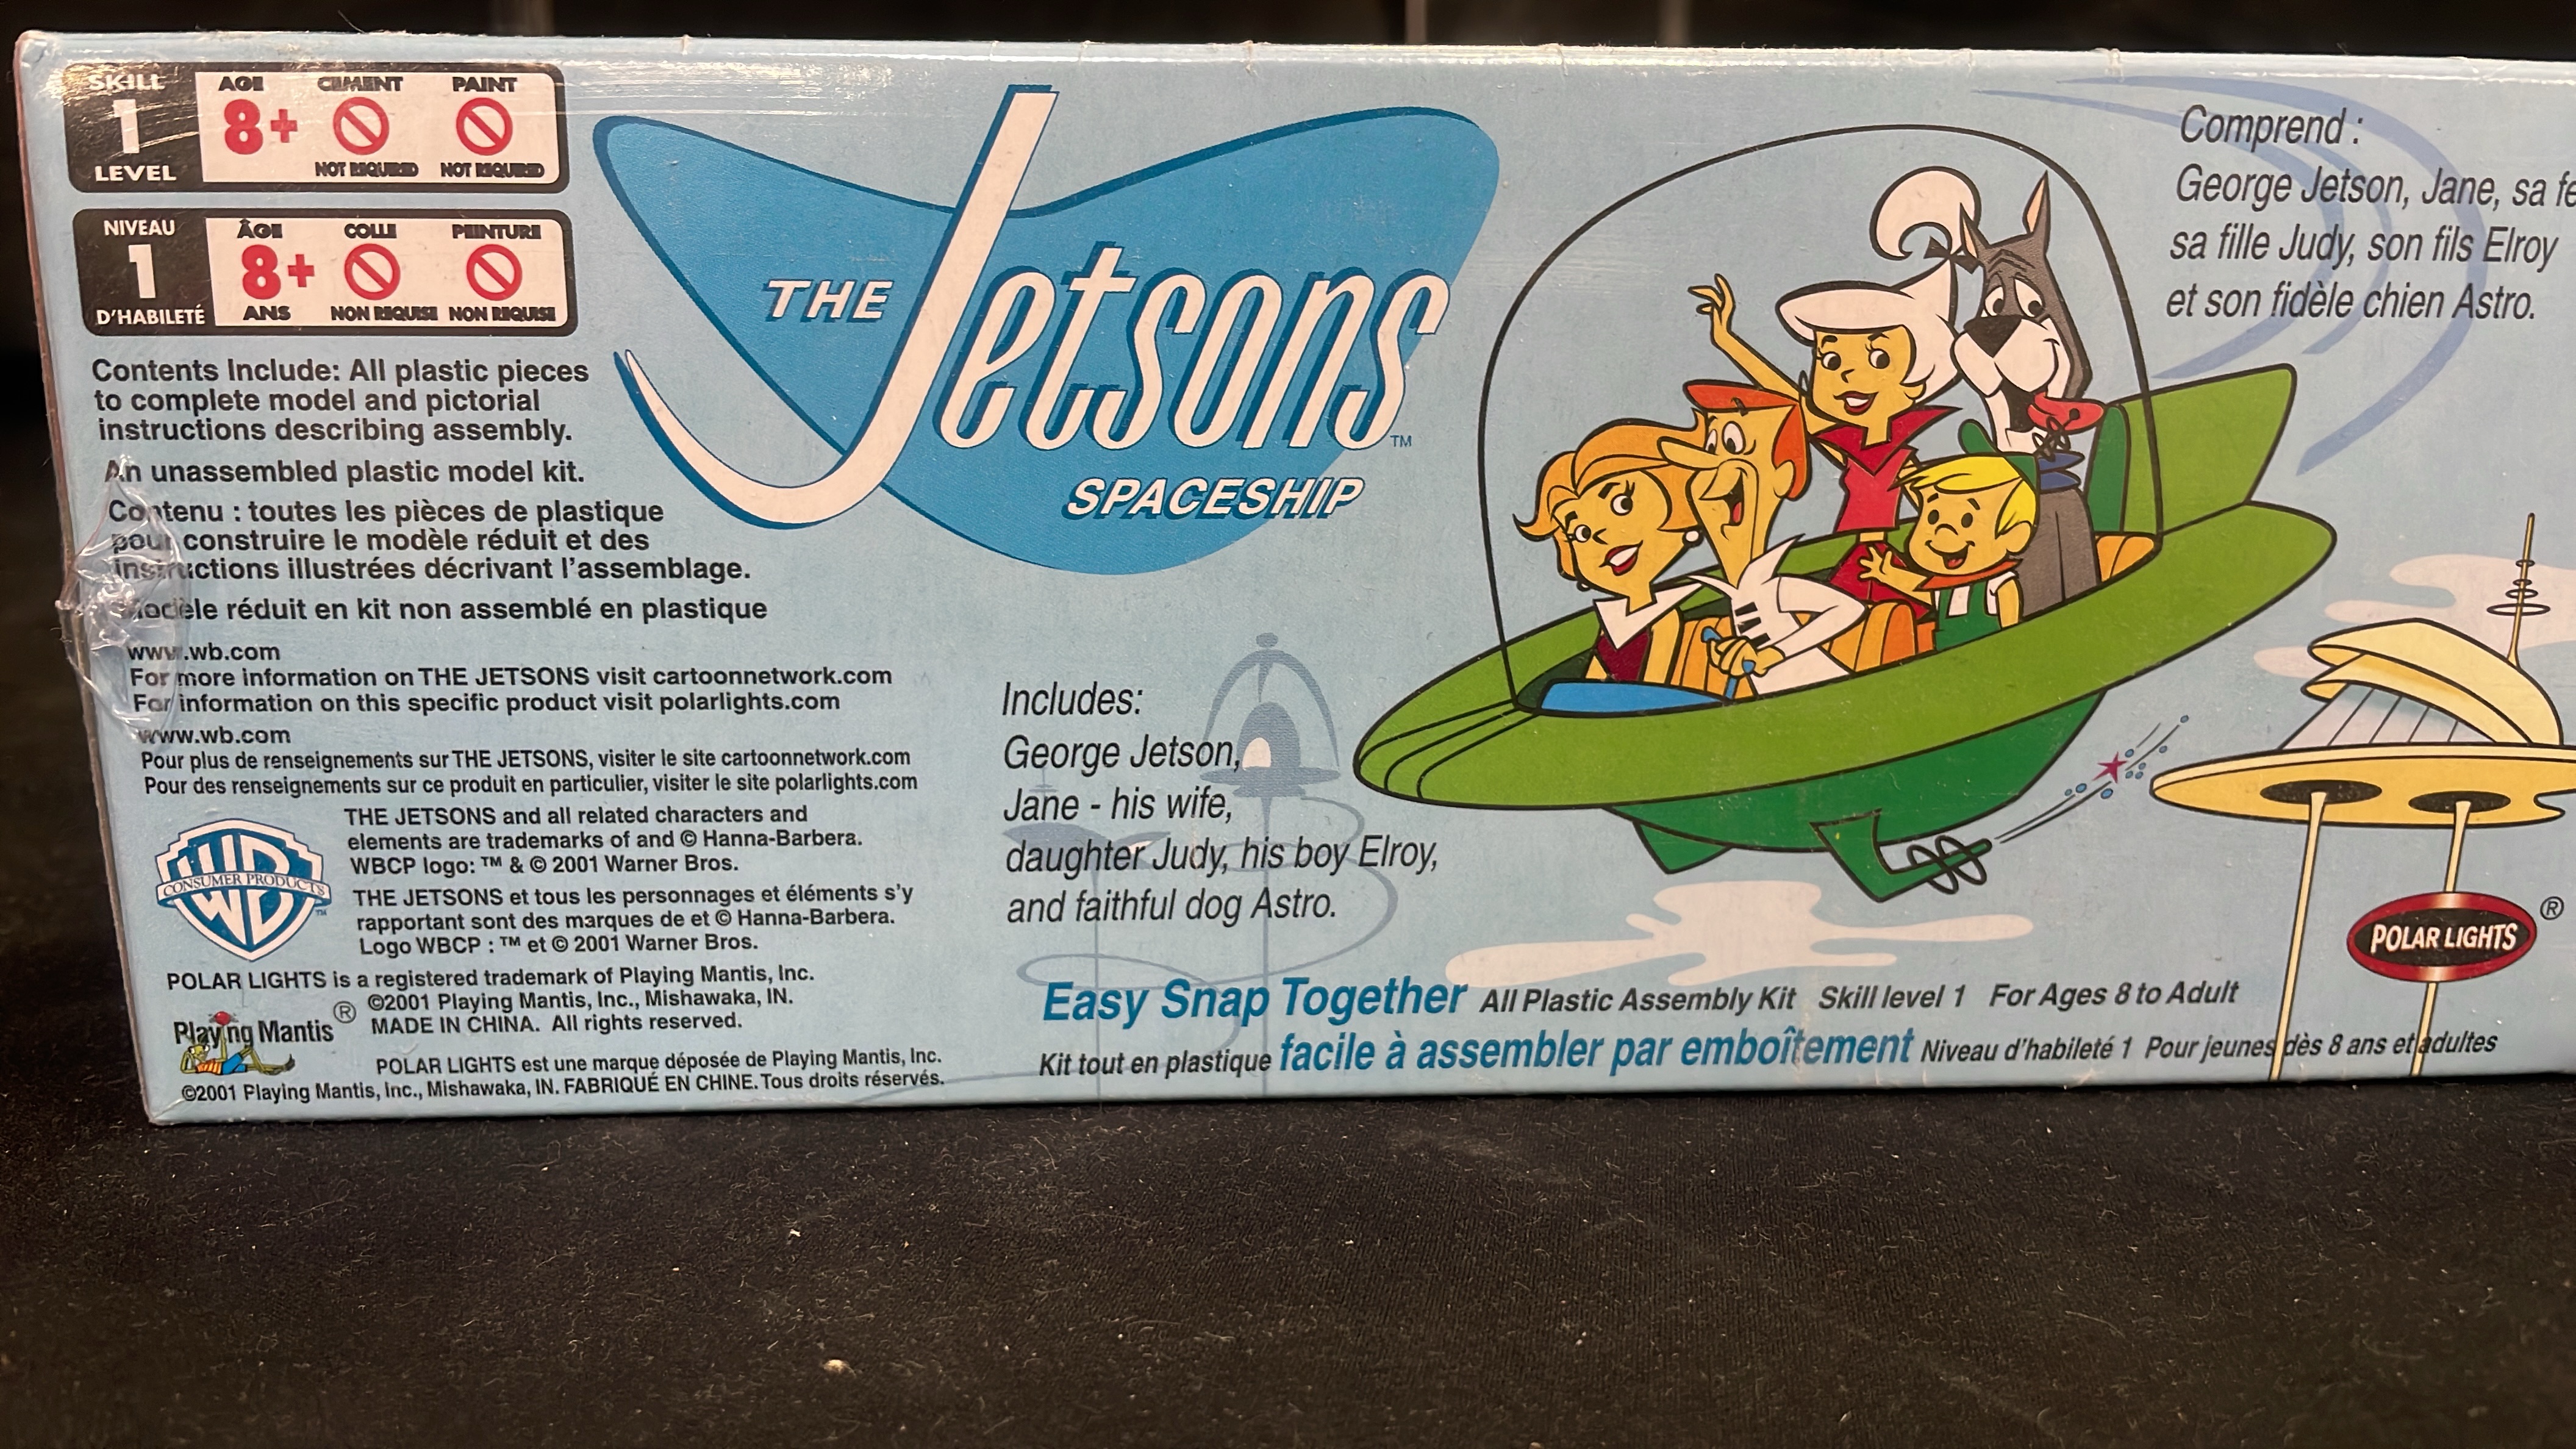 SKILL
1
LEVEL
AGE
8+
CEMENT
NOT REQUIRED
PAINT
NOT REQUIRED
NIVEAU
1
D'HABILETÉ
ÂGE
8+
ANS
COLLE
NON REQUISE
PEINTURE
NON REQUISE
Contents Include: All plastic pieces
to complete model and pictorial
instructions describing assembly.
An unassembled plastic model kit.
Contenu : toutes les pièces de plastique
pour construire le modèle réduit et des
instructions illustrées décrivant l'assemblage.
Modèle réduit en kit non assemblé en plastique
www.wb.com
For more information on THE JETSONS visit cartoonnetwork.com
For information on this specific product visit polarlights.com
www.wb.com
Pour plus de renseignements sur THE JETSONS, visiter le site cartoonnetwork.com
Pour des renseignements sur ce produit en particulier, visiter le site polarlights.com
WB
CONSUMER PRODUCTS
TM
THE JETSONS and all related characters and
elements are trademarks of and © Hanna-Barbera.
WBCP logo: ™ & © 2001 Warner Bros.
THE JETSONS et tous les personnages et éléments s'y
rapportant sont des marques de et © Hanna-Barbera.
Logo WBCP : ™ et © 2001 Warner Bros.
POLAR LIGHTS is a registered trademark of Playing Mantis, Inc.
©2001 Playing Mantis, Inc., Mishawaka, IN.
MADE IN CHINA. All rights reserved.
Playing Mantis ®
POLAR LIGHTS est une marque déposée de Playing Mantis, Inc.
©2001 Playing Mantis, Inc., Mishawaka, IN. FABRIQUÉ EN CHINE. Tous droits réservés.
THE Jetsons ™
SPACESHIP
Includes:
George Jetson,
Jane - his wife,
daughter Judy, his boy Elroy,
and faithful dog Astro.
Comprend :
George Jetson, Jane, sa
sa fille Judy, son fils Elroy
et son fidèle chien Astro.
POLAR LIGHTS ®
Easy Snap Together All Plastic Assembly Kit Skill level 1 For Ages 8 to Adult
Kit tout en plastique facile à assembler par emboîtement Niveau d'habileté 1 Pour jeunes dès 8 ans et adultes